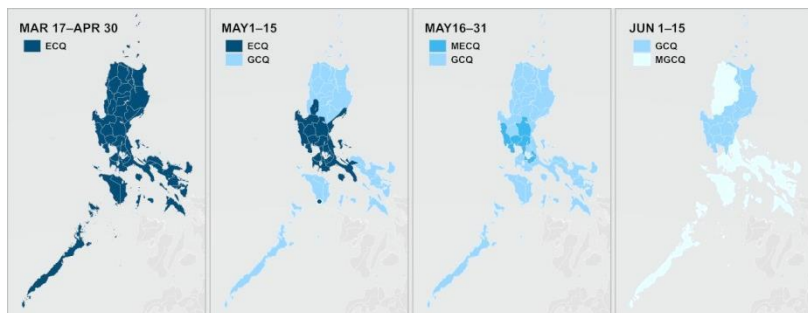 MAR 17–APR 30
ECQ
MAY1–15
ECQ
GCQ
MAY16–31
MECQ
GCQ
JUN 1–15
GCQ
MGCQ